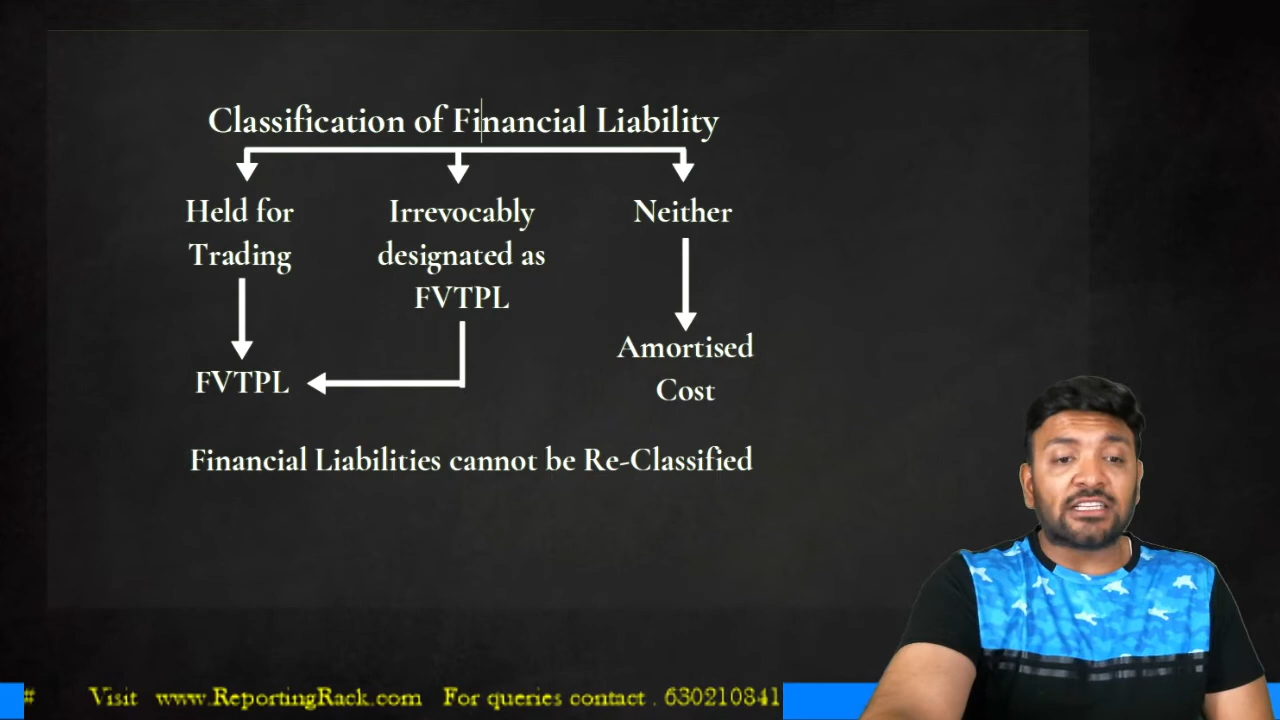 Classification of Financial Liability
Held for
Trading
Irrevocably
designated as
FVTPL
Neither
FVTPL
Amortised
Cost
Financial Liabilities cannot be Re-Classified
# Visit www.ReportingRack.com For queries contact . 630210841